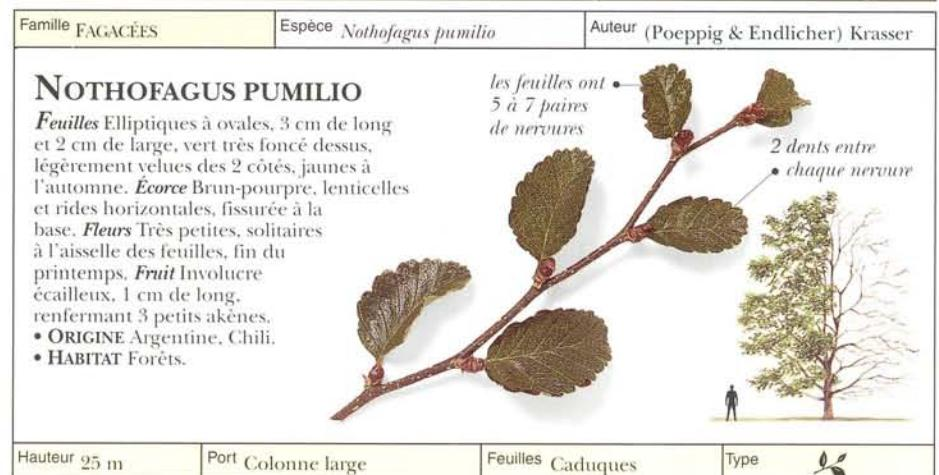 Famille FAGACÉES
Espèce Nothofagus pumilio
Auteur (Poeppig & Endlicher) Krasser
NOTHOFAGUS PUMILIO
Feuilles Elliptiques à ovales, 3 cm de long
et 2 cm de large, vert très foncé dessus,
légèrement velues des 2 côtés, jaunes à
l'automne. Écorce Brun-pourpre, lenticelles
et rides horizontales, fissurée à la
base. Fleurs Très petites, solitaires
à l'aisselle des feuilles, fin du
printemps. Fruit Involucre
écailleux, 1 cm de long,
renfermant 3 petits akènes.
• ORIGINE Argentine, Chili.
• HABITAT Forêts.
les feuilles ont
5 à 7 paires
de nervures
2 dents entre
chaque nervure
Hauteur 25 m
Port Colonne large
Feuilles Caduques
Type